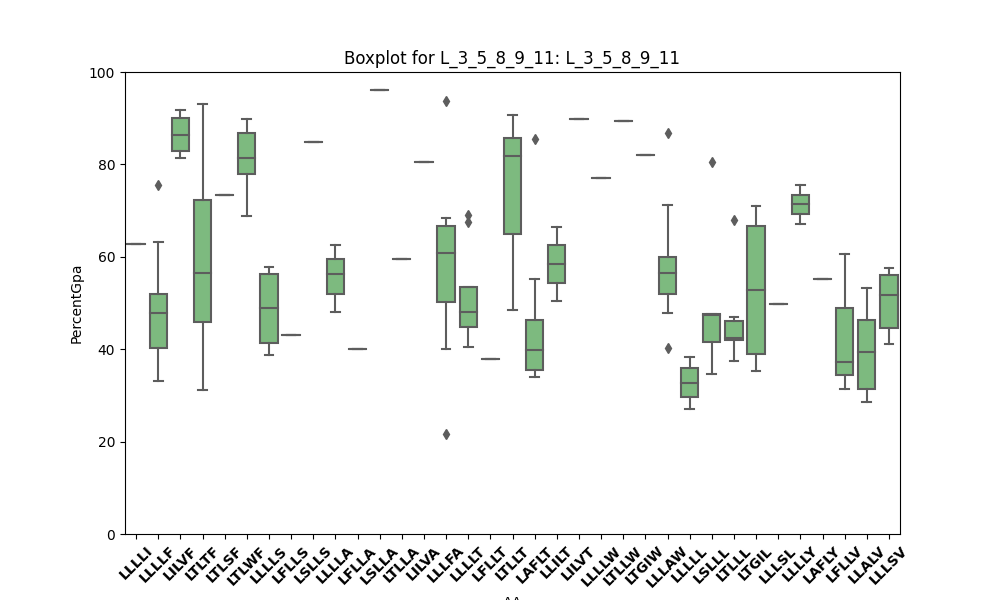 Boxplot for L_3_5_8_9_11: L_3_5_8_9_11
100
80
60
40
20
0
PercentGpa
LLLLI
LLLLF
LILVF
LTLTF
LTLSF
LTLWF
LLLLS
LFLLS
LSLLS
LLLLA
LFLLA
LSLLA
LTLLA
LILVA
LLLFA
LLLLT
LFLLT
LTLLT
LAFLT
LLILT
LILVT
LLLLW
LTLLW
LTGIW
LLLAW
LLLLL
LSLLL
LTLLL
LTGIL
LLLSL
LLLLY
LAFLY
LFLLV
LLALV
LLLSV